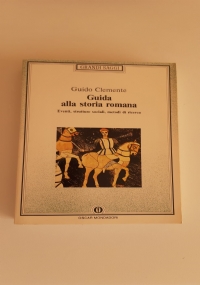 GRANDI SAGGI
Guido Clemente
Guida
alla storia romana
Eventi, strutture sociali, metodi di ricerca
OSCAR MONDADORI